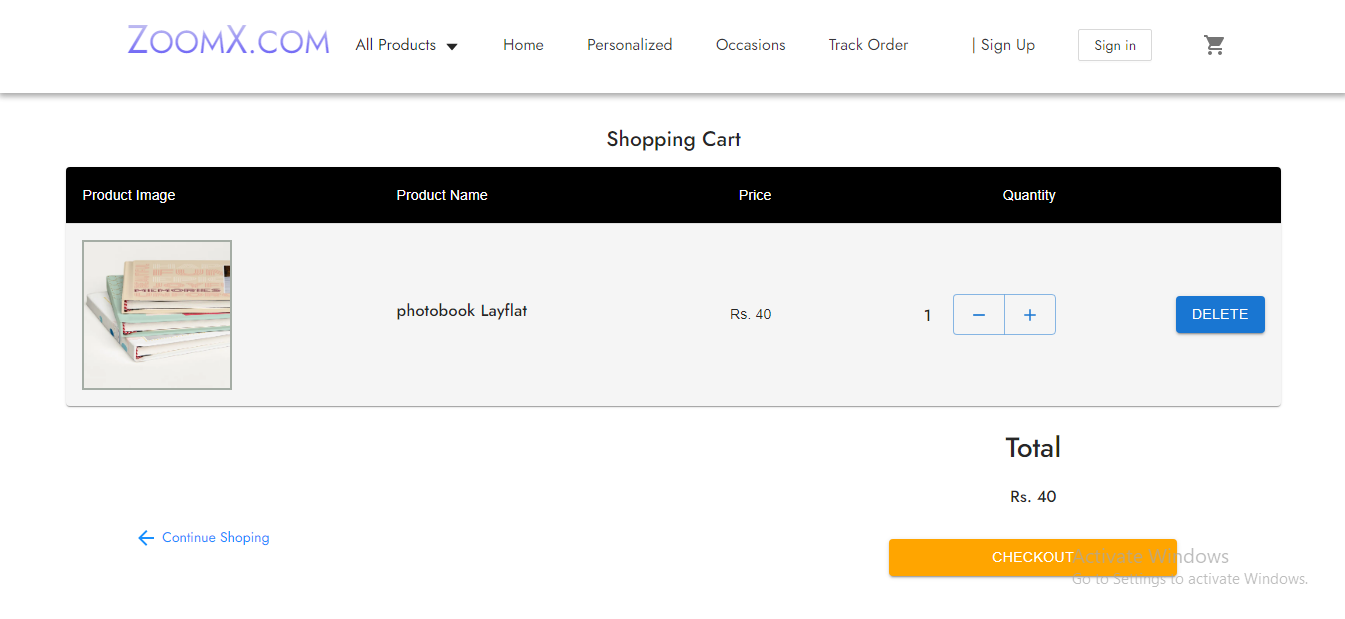 ZoomX.com
All Products Home Personalized Occasions Track Order | Sign Up Sign in
Shopping Cart
Product Image Product Name Price Quantity
MEMORIES
photobook Layflat Rs. 40 1 − + DELETE
Total
Rs. 40
Continue Shoping
CHECKOUT
Activate Windows
Go to Settings to activate Windows.